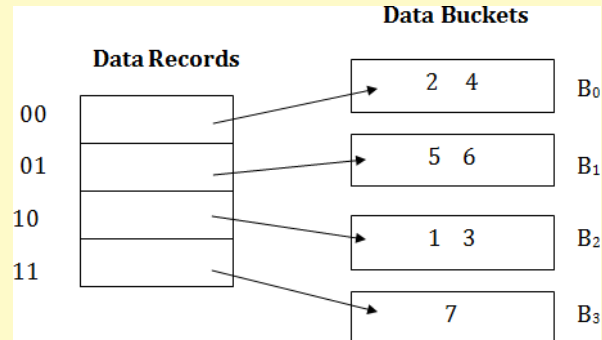 Data Buckets
Data Records
00
01
10
11
2 4 B₀
5 6 B₁
1 3 B₂
7 B₃